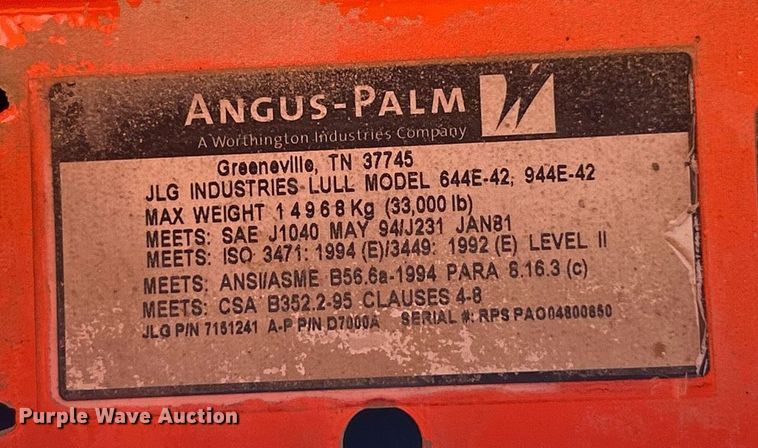 ANGUS-PALM
A Worthington Industries Company
Greeneville, TN 37745
JLG INDUSTRIES LULL MODEL 644E-42, 944E-42
MAX WEIGHT 14968Kg (33,000 lb)
MEETS: SAE J1040 MAY 94/J231 JAN81
MEETS: ISO 3471: 1994 (E)/3449: 1992 (E) LEVEL II
MEETS: ANSI/ASME B56.6a-1994 PARA 8.16.3 (c)
MEETS: CSA B352.2-95 CLAUSES 4-8
JLG P/N 7151241 A-P P/N D7000A SERIAL #: RPS PAO04800850
Purple Wave Auction